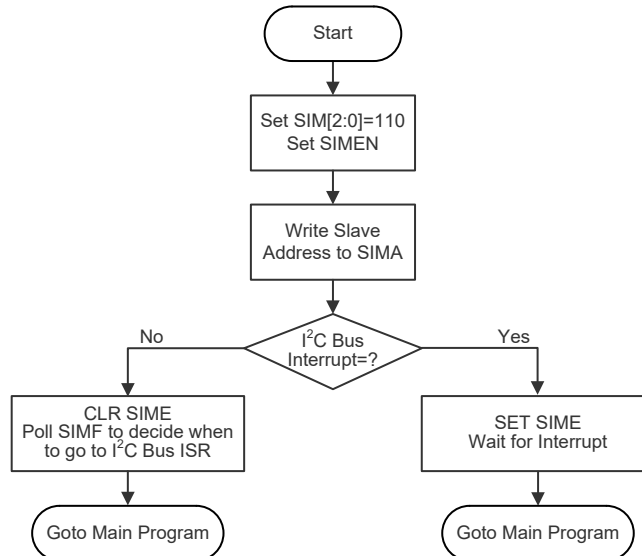 Start
Set SIM[2:0]=110
Set SIMEN
Write Slave
Address to SIMA
I²C Bus
Interrupt=?
No
Yes
CLR SIME
Poll SIMF to decide when
to go to I²C Bus ISR
SET SIME
Wait for Interrupt
Goto Main Program
Goto Main Program